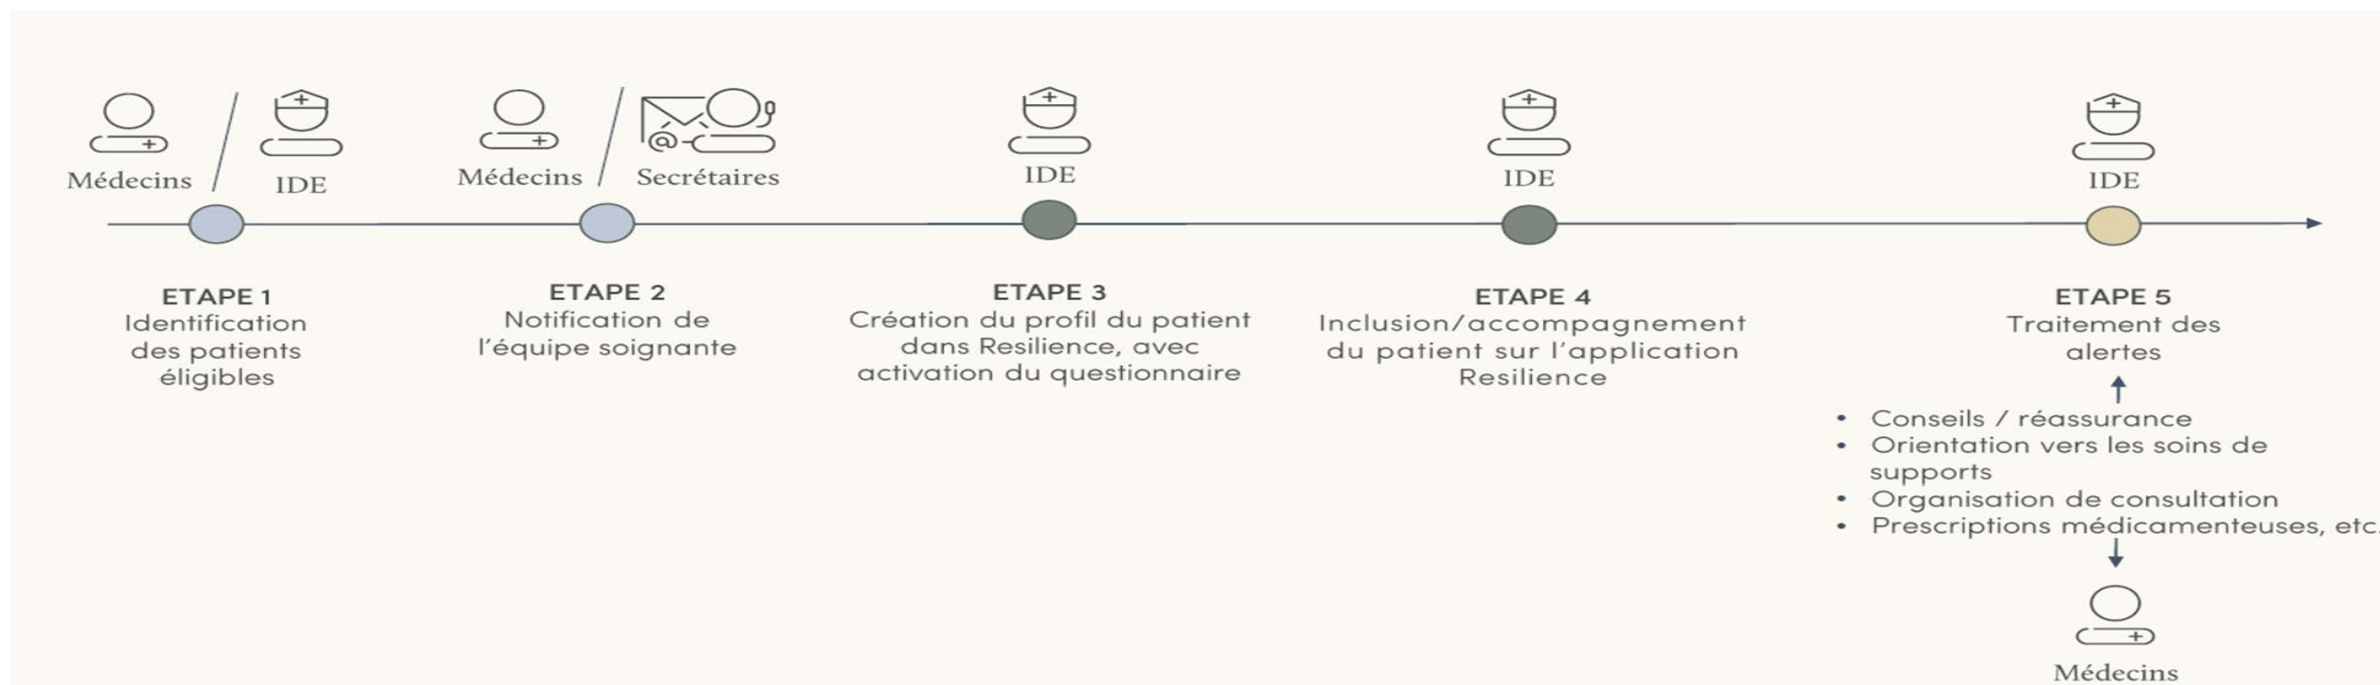 Médecins
IDE
Médecins
Secrétaires
IDE
IDE
IDE
ETAPE 1
Identification
des patients
éligibles
ETAPE 2
Notification de
l'équipe soignante
ETAPE 3
Création du profil du patient
dans Resilience, avec
activation du questionnaire
ETAPE 4
Inclusion/accompagnement
du patient sur l'application
Resilience
ETAPE 5
Traitement des
alertes
• Conseils / réassurance
• Orientation vers les soins de
supports
• Organisation de consultation
• Prescriptions médicamenteuses, etc.
Médecins